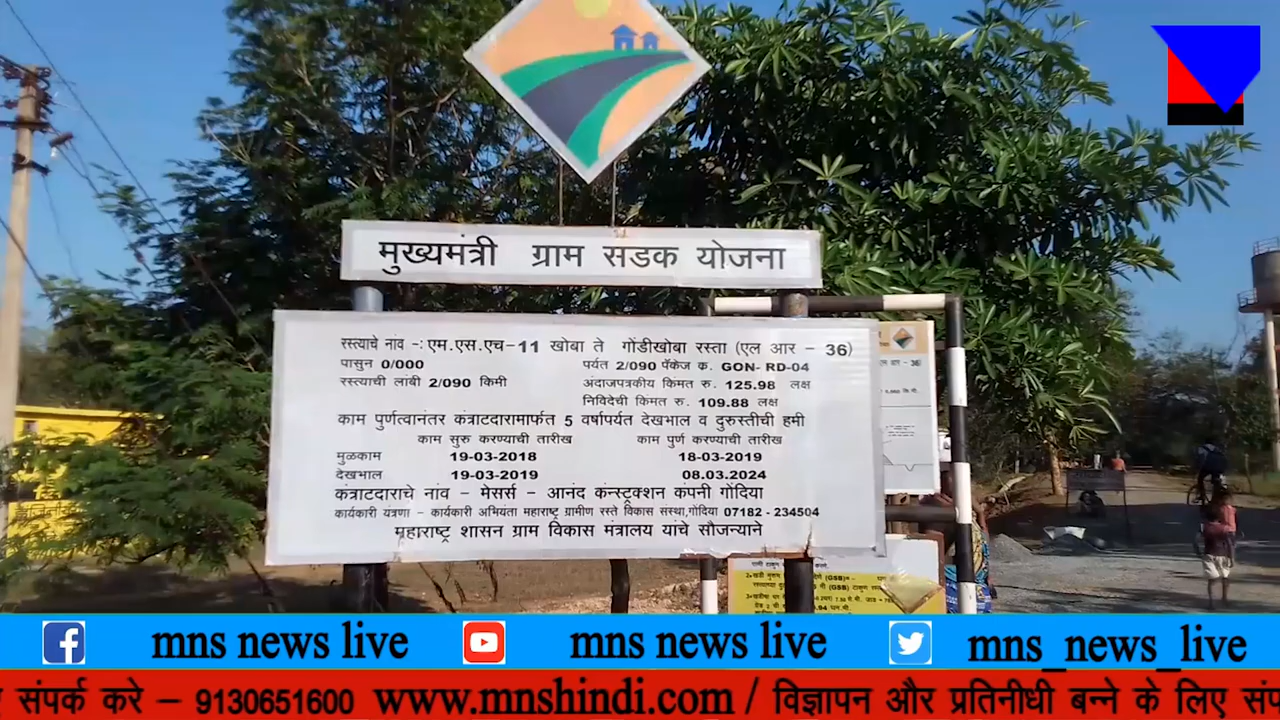 मुख्यमंत्री ग्राम सडक योजना
रस्त्याचे नांव -: एम.एस.एच-11 खोबा ते गोंडीखोबा रस्ता (एल आर - 36)
पासुन 0/000 पर्यत 2/090 पॅकेज क. GON- RD-04
रस्त्याची लांबी 2/090 किमी अंदाजपत्रकीय किमत रु. 125.98 लक्ष
निविदेची किमत रु. 109.88 लक्ष
काम पुर्णत्वानंतर कंत्राटदारामार्फत 5 वर्षापर्यत देखभाल व दुरुस्तीची हमी
काम सुरु करण्याची तारीख काम पुर्ण करण्याची तारीख
मुळकाम 19-03-2018 18-03-2019
देखभाल 19-03-2019 08.03.2024
कंत्राटदाराचे नांव - मेसर्स - आनंद कंन्स्ट्रक्शन कंपनी गोंदिया
कार्यकारी यंत्रणा - कार्यकारी अभियंता महाराष्ट्र ग्रामीण रस्ते विकास संस्था,गोंदिया 07182 - 234504
महाराष्ट्र शासन ग्राम विकास मंत्रालय यांचे सौजन्याने
mns news live mns news live mns_news_live
संपर्क करे – 9130651600 www.mnshindi.com / विज्ञापन और प्रतिनीधी बन्ने के लिए संप